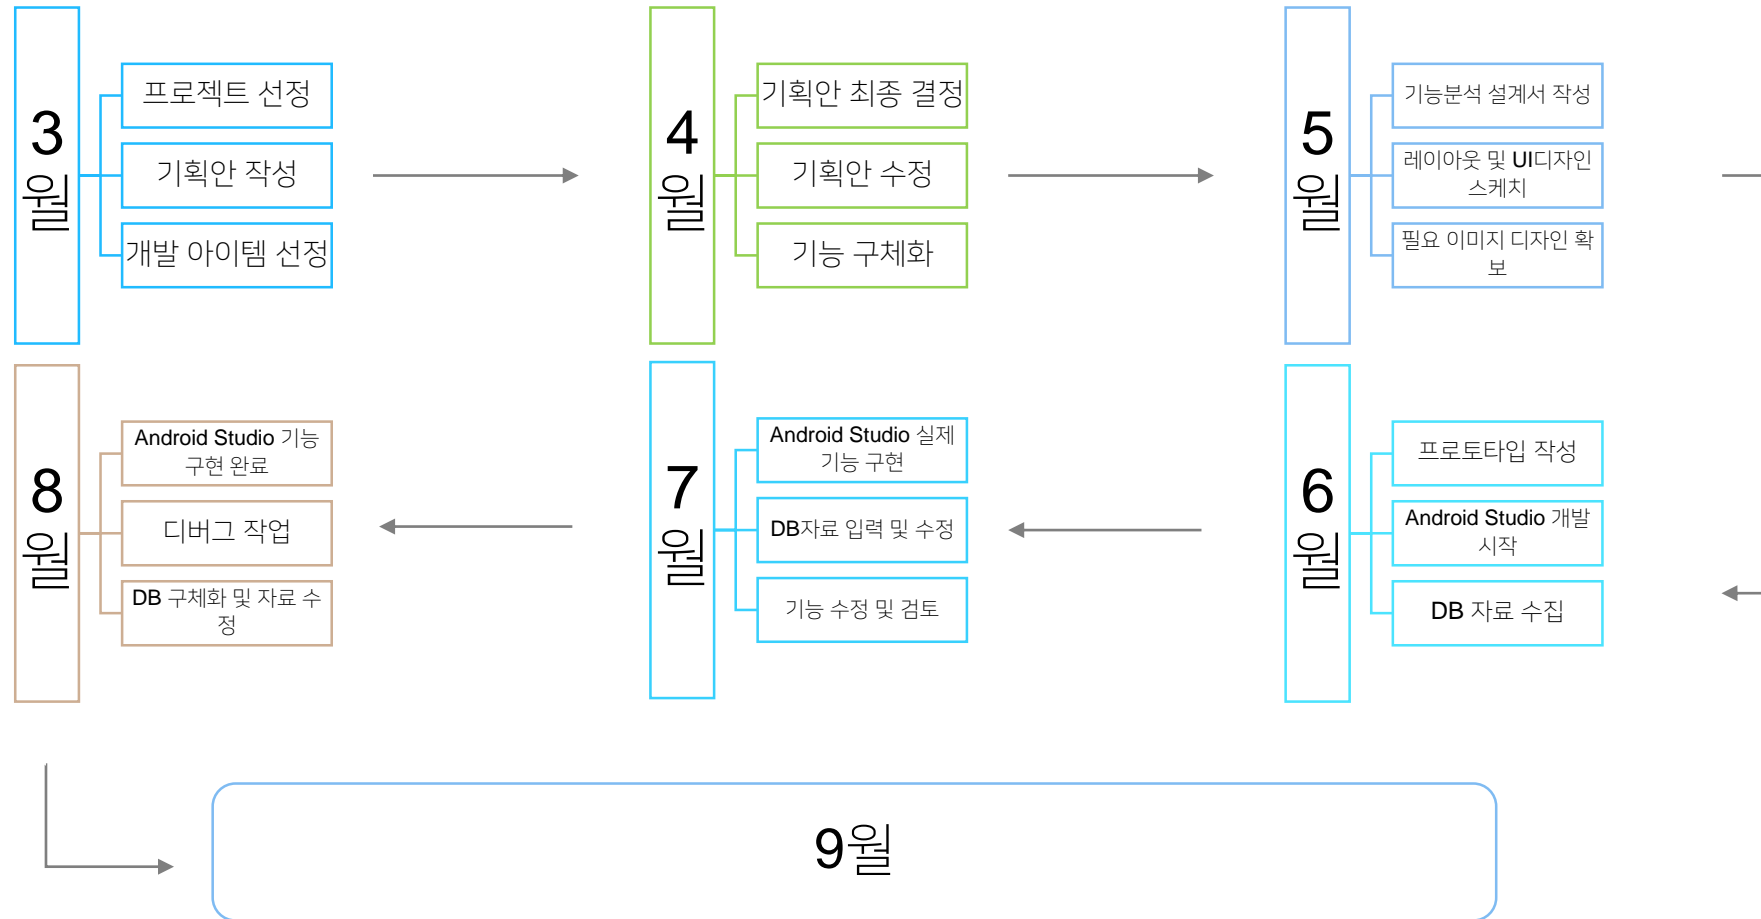 3
월
프로젝트 선정
기획안 작성
개발 아이템 선정
4
월
기획안 최종 결정
기획안 수정
기능 구체화
5
월
기능분석 설계서 작성
레이아웃 및 UI디자인
스케치
필요 이미지 디자인 확
보
6
월
프로토타입 작성
Android Studio 개발
시작
DB 자료 수집
7
월
Android Studio 실제
기능 구현
DB자료 입력 및 수정
기능 수정 및 검토
8
월
Android Studio 기능
구현 완료
디버그 작업
DB 구체화 및 자료 수
정
9월